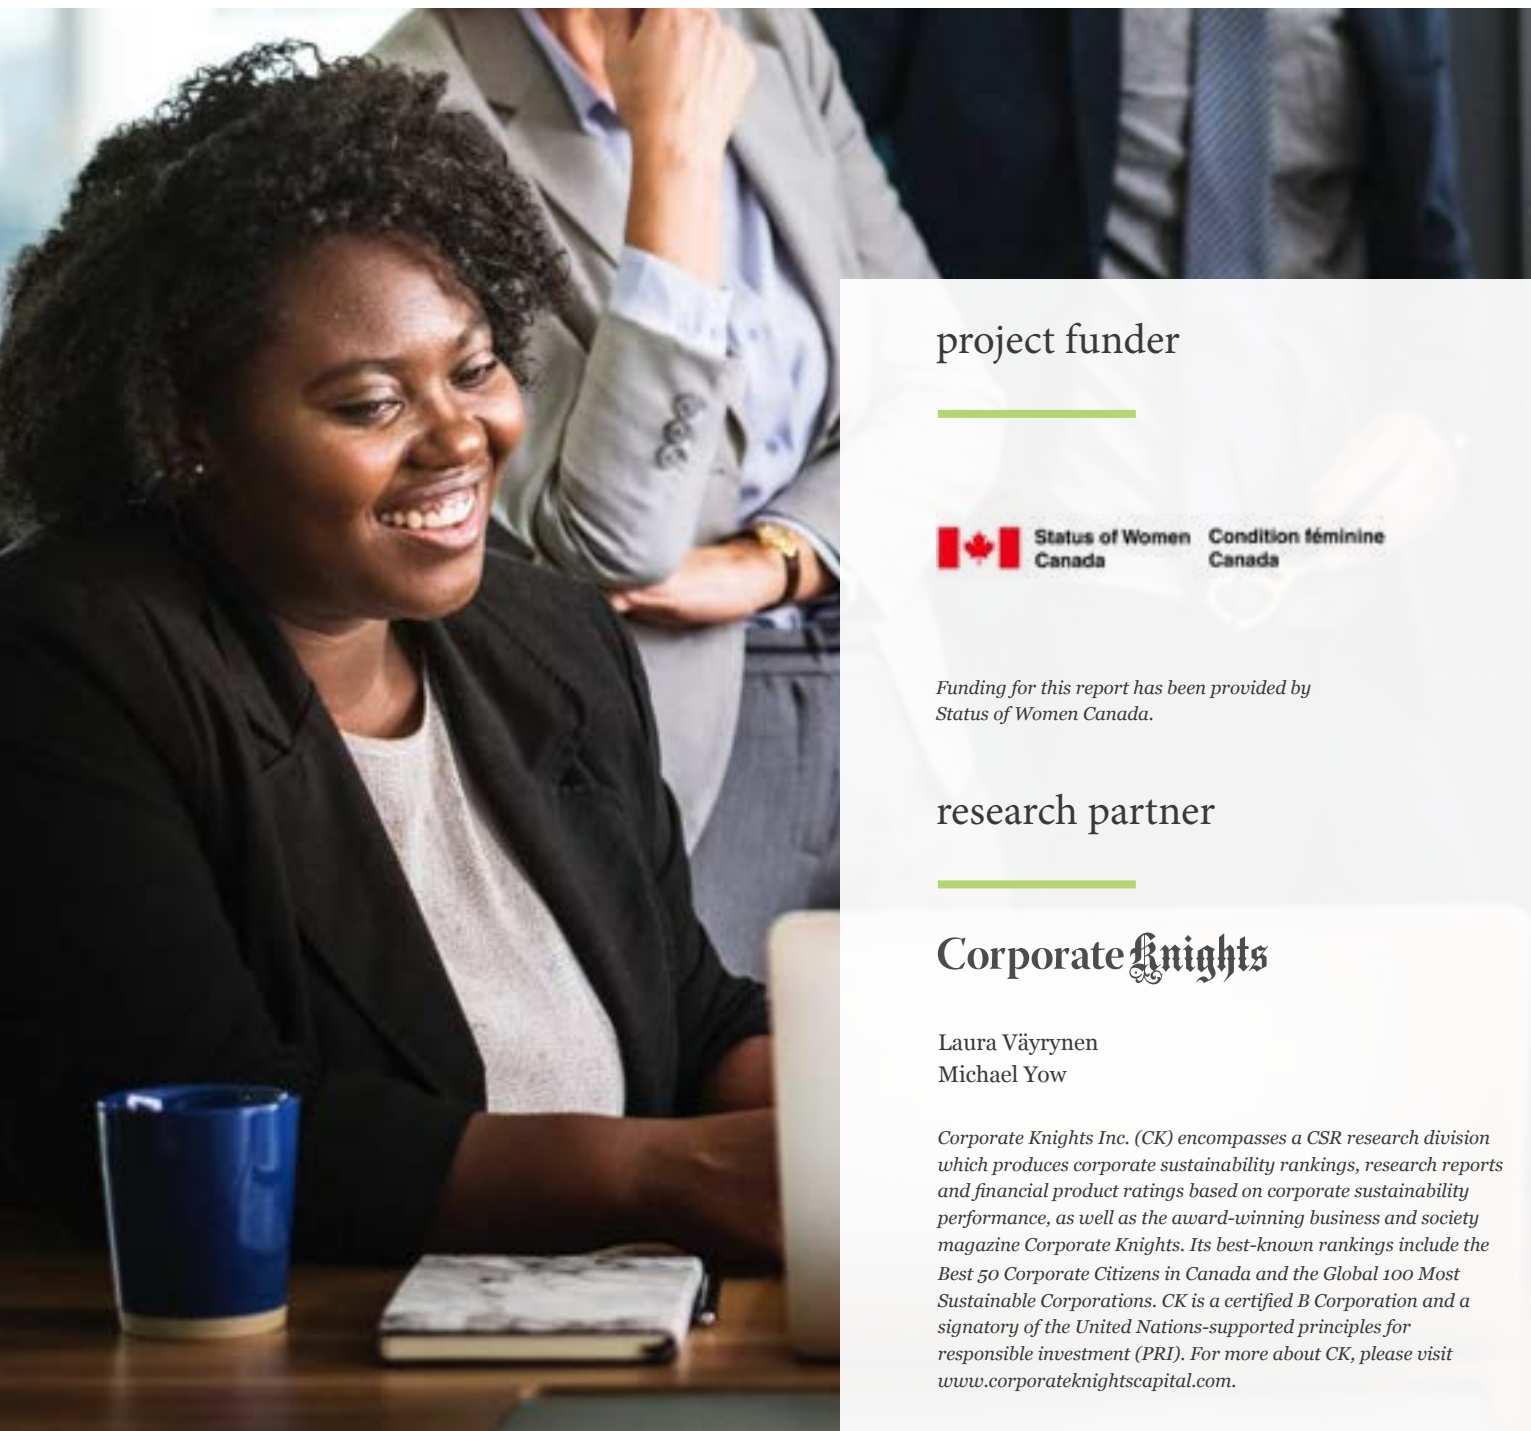 project funder
Status of Women Condition féminine
Canada Canada
Funding for this report has been provided by
Status of Women Canada.
research partner
Corporate Knights
Laura Väyrynen
Michael Yow
Corporate Knights Inc. (CK) encompasses a CSR research division
which produces corporate sustainability rankings, research reports
and financial product ratings based on corporate sustainability
performance, as well as the award-winning business and society
magazine Corporate Knights. Its best-known rankings include the
Best 50 Corporate Citizens in Canada and the Global 100 Most
Sustainable Corporations. CK is a certified B Corporation and a
signatory of the United Nations-supported principles for
responsible investment (PRI). For more about CK, please visit
www.corporateknightscapital.com.